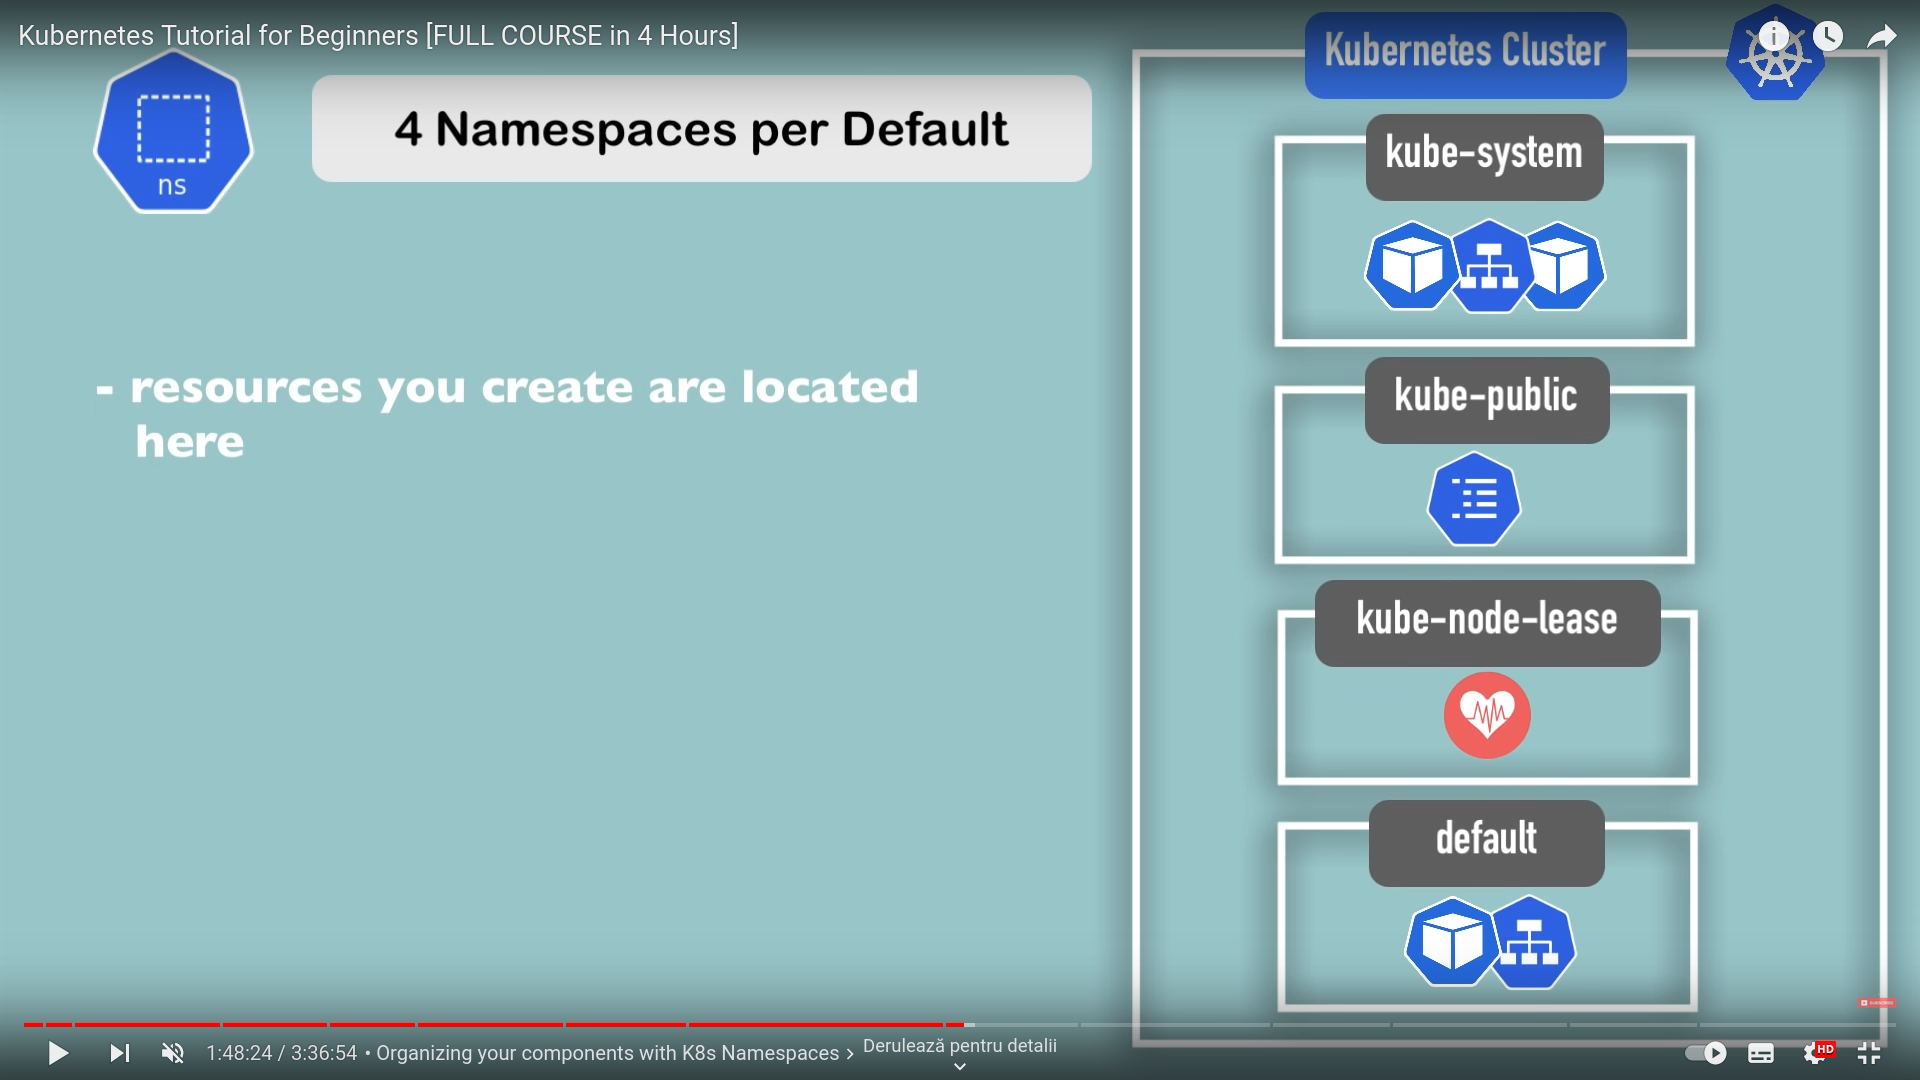 Kubernetes Tutorial for Beginners [FULL COURSE in 4 Hours]
Kubernetes Cluster
4 Namespaces per Default
ns
kube-system
- resources you create are located
here
kube-public
kube-node-lease
default
SUBSCRIBE
1:48:24 / 3:36:54 • Organizing your components with K8s Namespaces
Derulează pentru detalii
HD